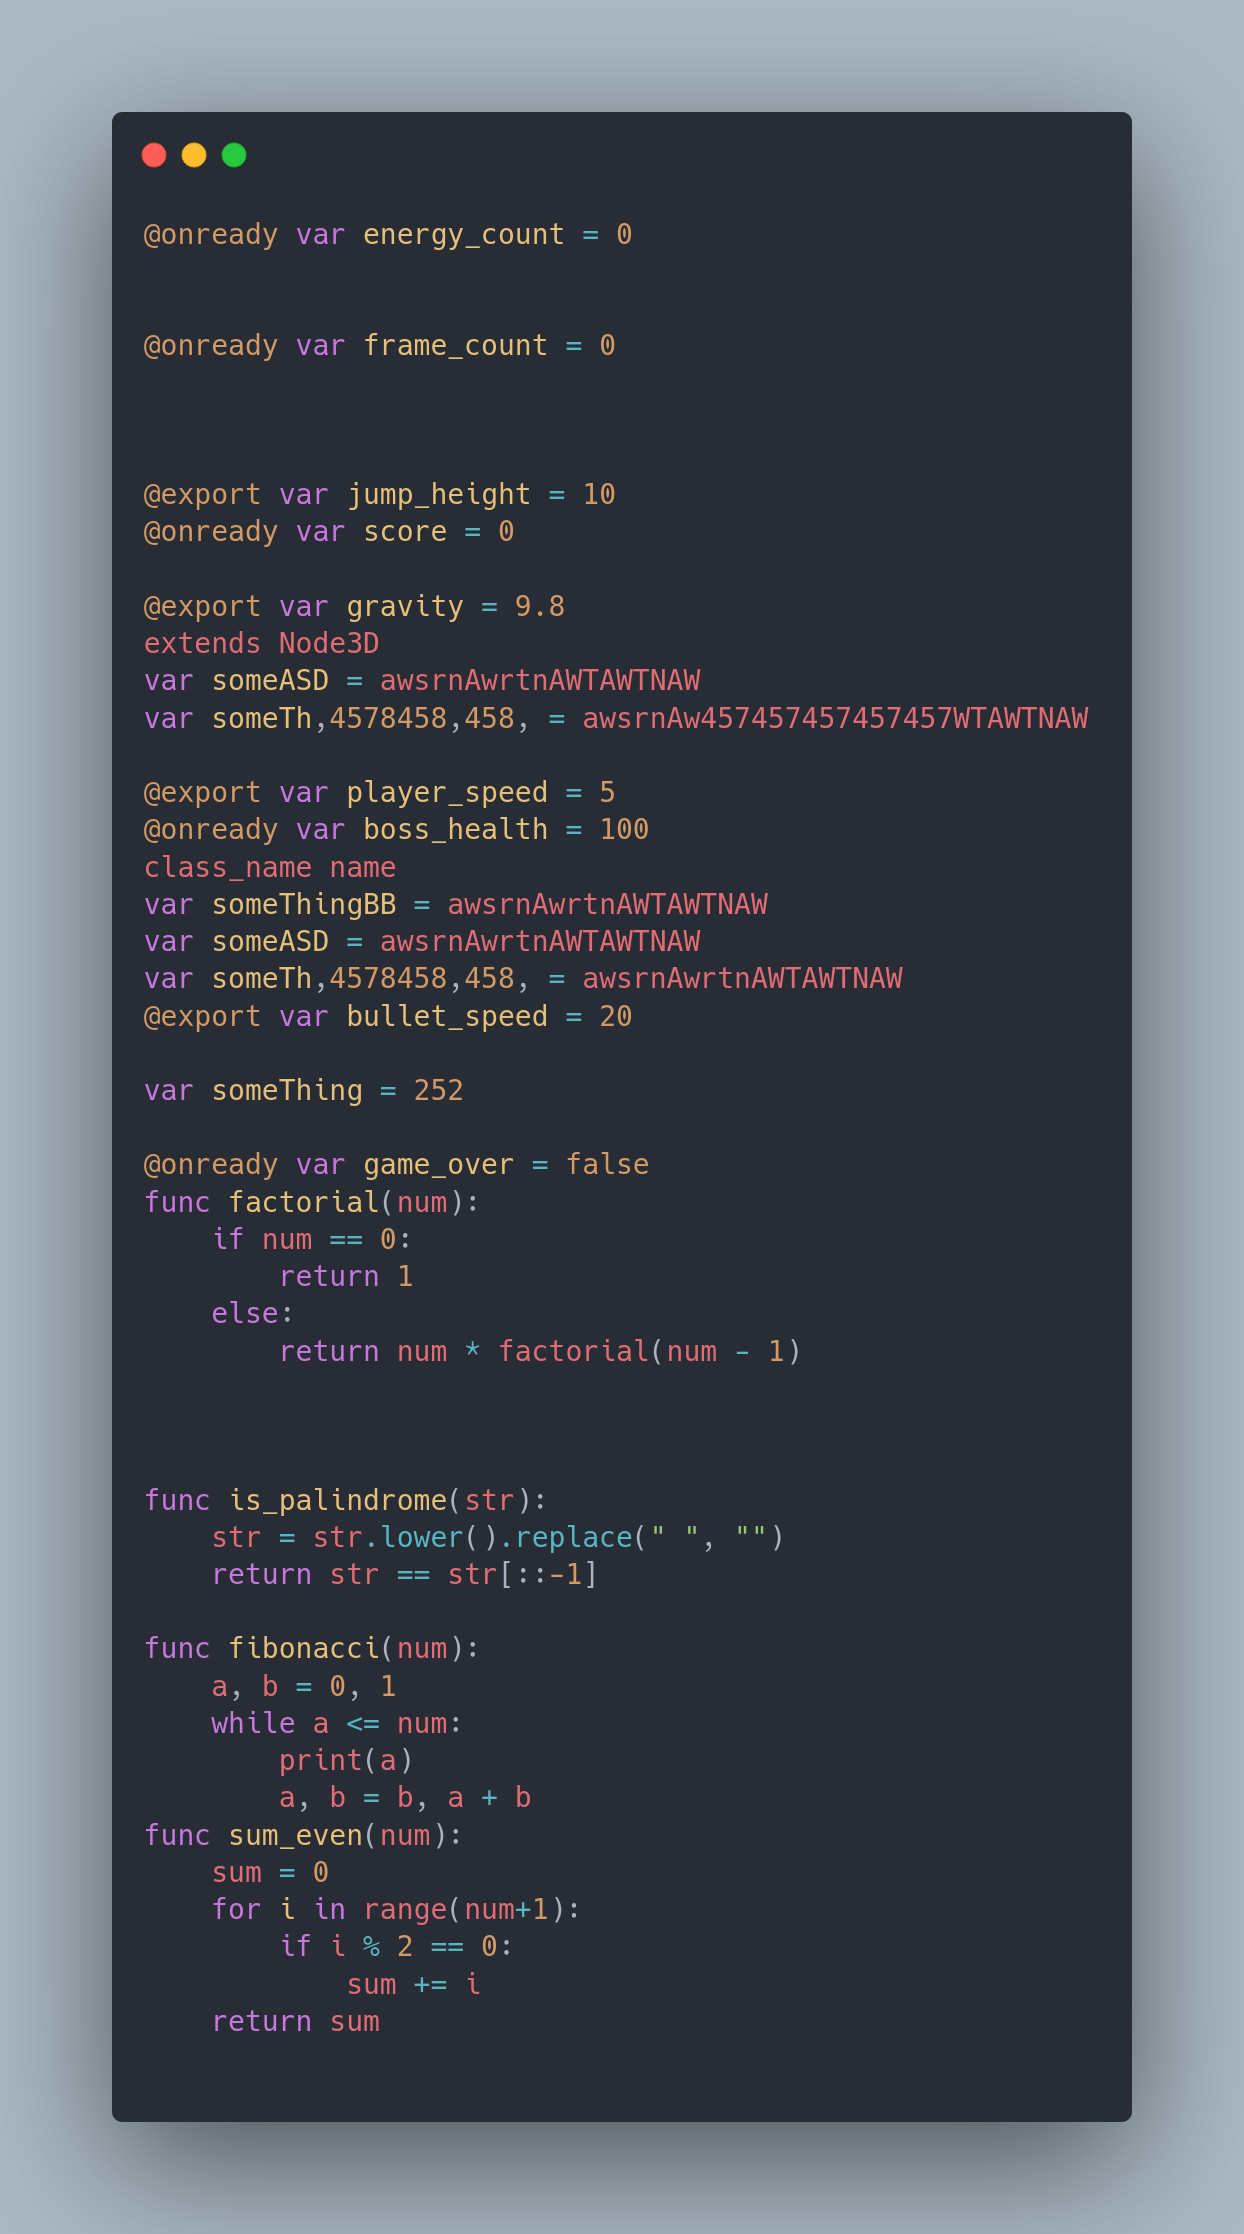 @onready var energy_count = 0
@onready var frame_count = 0
@export var jump_height = 10
@onready var score = 0
@export var gravity = 9.8
extends Node3D
var someASD = awsrnAwrtnAWTAWTNAW
var someTh,4578458,458, = awsrnAw457457457457457WTAWTNAW
@export var player_speed = 5
@onready var boss_health = 100
class_name name
var someThingBB = awsrnAwrtnAWTAWTNAW
var someASD = awsrnAwrtnAWTAWTNAW
var someTh,4578458,458, = awsrnAwrtnAWTAWTNAW
@export var bullet_speed = 20
var someThing = 252
@onready var game_over = false
func factorial(num):
    if num == 0:
        return 1
    else:
        return num * factorial(num - 1)
func is_palindrome(str):
    str = str.lower().replace(" ", "")
    return str == str[::-1]
func fibonacci(num):
    a, b = 0, 1
    while a <= num:
        print(a)
        a, b = b, a + b
func sum_even(num):
    sum = 0
    for i in range(num+1):
        if i % 2 == 0:
            sum += i
    return sum